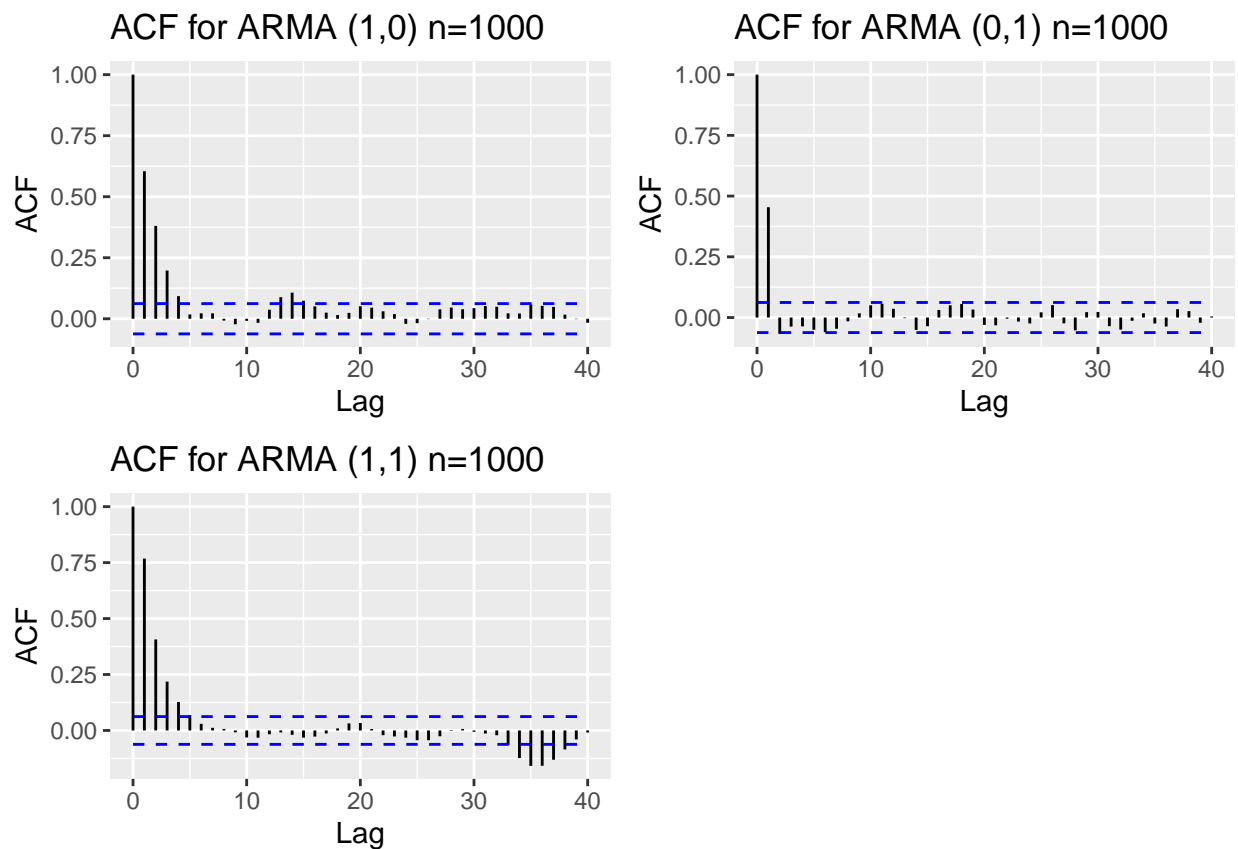 ACF for ARMA (1,0) n=1000
1.00
0.75
0.50
0.25
0.00
ACF
0 10 20 30 40
Lag
ACF for ARMA (0,1) n=1000
1.00
0.75
0.50
0.25
0.00
ACF
0 10 20 30 40
Lag
ACF for ARMA (1,1) n=1000
1.00
0.75
0.50
0.25
0.00
ACF
0 10 20 30 40
Lag